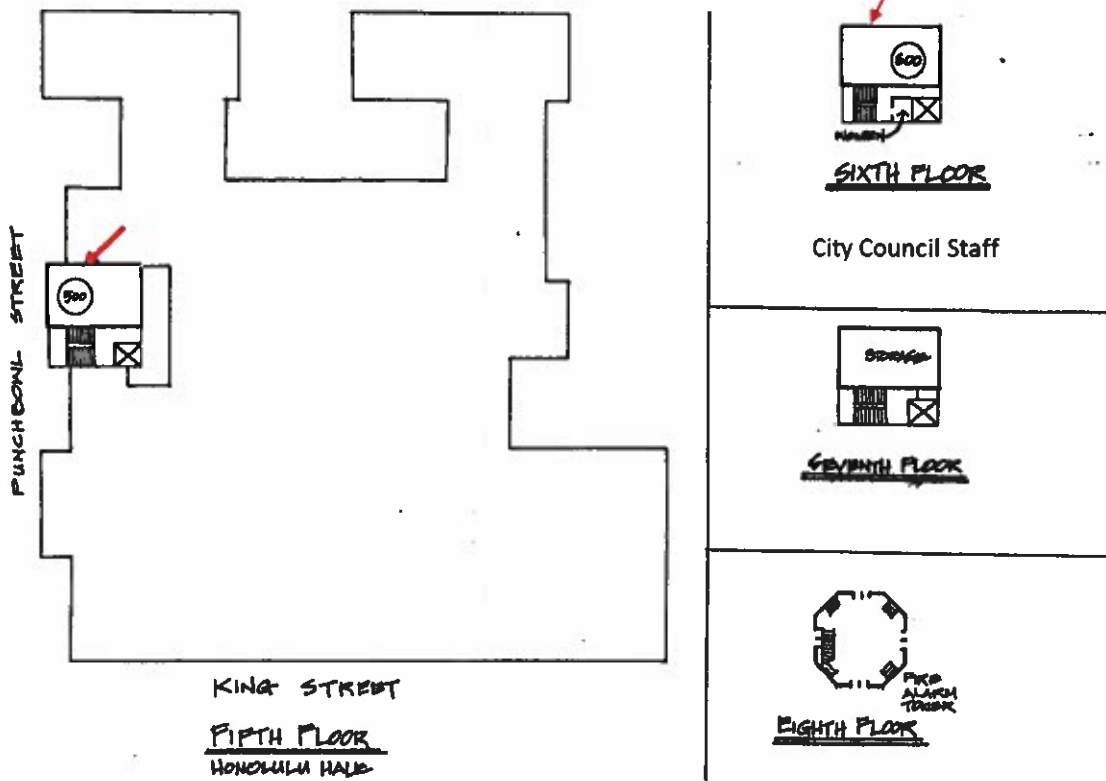 PUNCHBOWL STREET
500
KING STREET
FIFTH FLOOR
HONOLULU HALE
600
SIXTH FLOOR
City Council Staff
STORAGE
SEVENTH FLOOR
FIRE
ALARM
TOWER
EIGHTH FLOOR